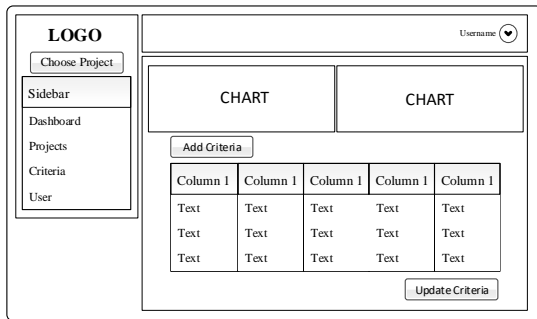 LOGO
Username
Choose Project
Sidebar
Dashboard
Projects
Criteria
User
CHART CHART
Add Criteria
Column 1 Column 1 Column 1 Column 1 Column 1
Text Text Text Text Text
Text Text Text Text Text
Text Text Text Text Text
Update Criteria